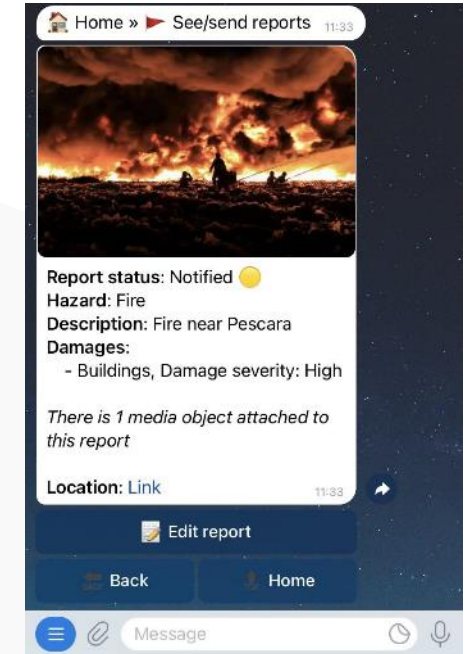 Home » See/send reports 11:33
Report status: Notified
Hazard: Fire
Description: Fire near Pescara
Damages:
- Buildings, Damage severity: High
There is 1 media object attached to
this report
Location: Link 11:33
Edit report
Back Home
Message